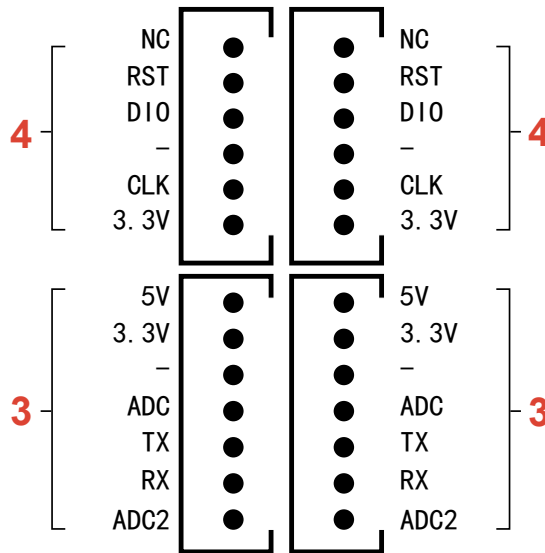 NC NC
RST RST
DIO DIO
4 4
– –
CLK CLK
3.3V 3.3V
5V 5V
3.3V 3.3V
– –
ADC ADC
3 3
TX TX
RX RX
ADC2 ADC2